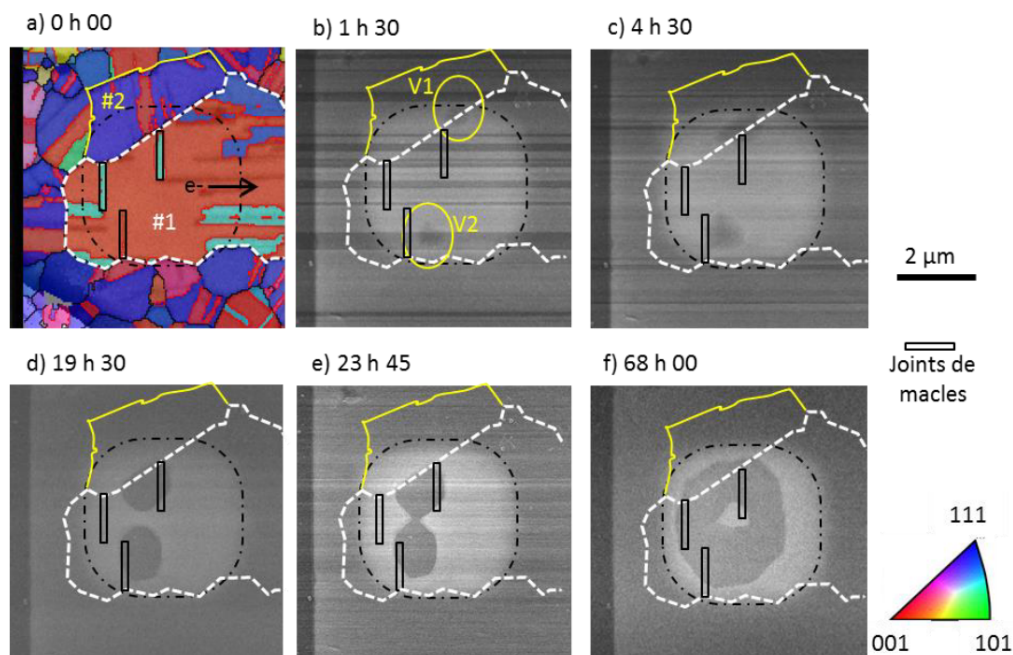 a) 0 h 00
b) 1 h 30
c) 4 h 30
#2
V1
e-
#1
V2
2 µm
Joints de
macles
d) 19 h 30
e) 23 h 45
f) 68 h 00
111
001
101